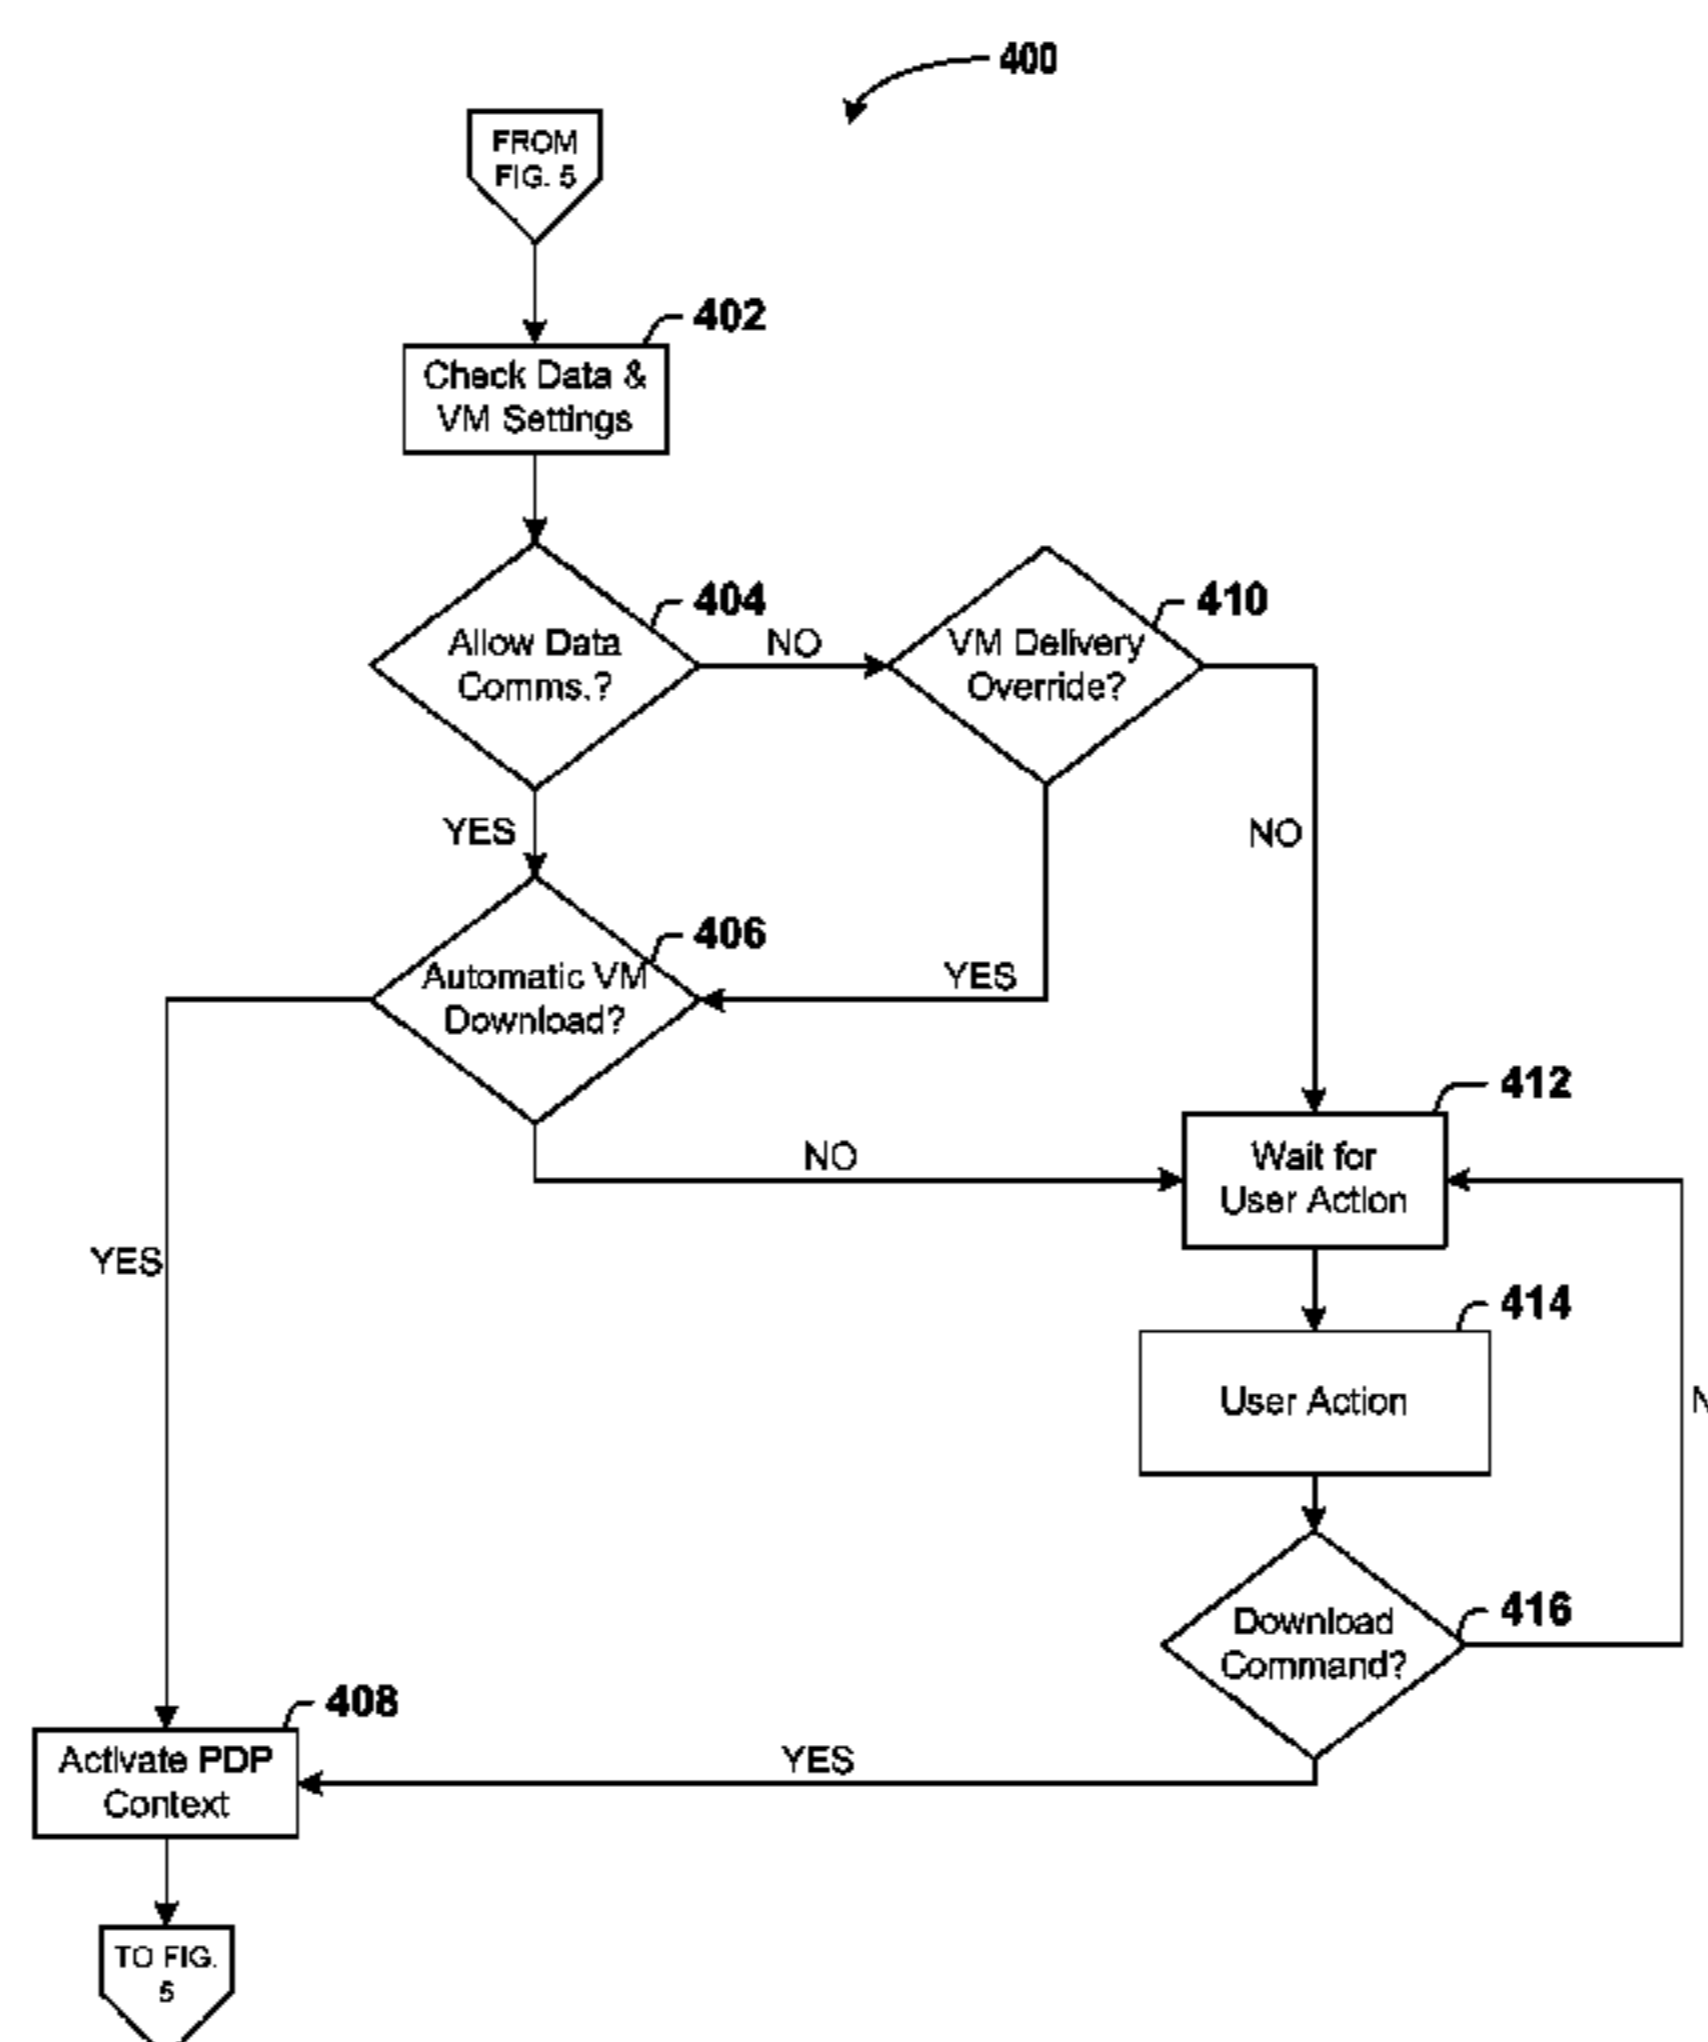 400
FROM
FIG. 5
402
Check Data &
VM Settings
404
Allow Data
Comms.?
NO
410
VM Delivery
Override?
YES
NO
406
Automatic VM
Download?
YES
412
Wait for
User Action
NO
YES
414
User Action
416
Download
Command?
408
Activate PDP
Context
YES
TO FIG.
5